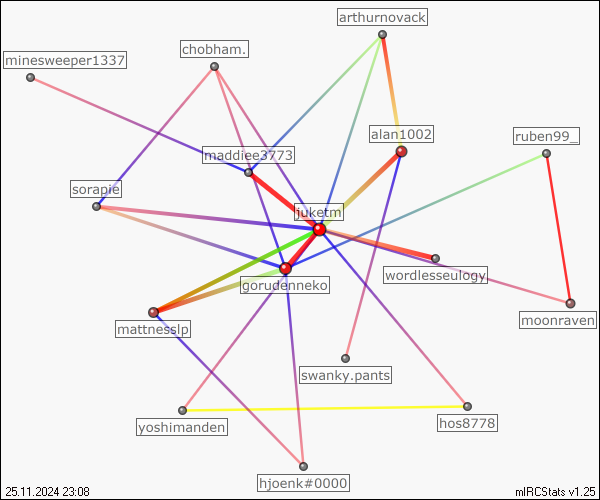 arthurnovack
chobham.
minesweeper1337
alan1002
ruben99_
maddiee3773
sorapie
juketm
wordlesseulogy
gorudenneko
moonraven
mattnesslp
swanky.pants
hos8778
yoshimanden
hjoenk#0000
25.11.2024 23:08
mIRCStats v1.25